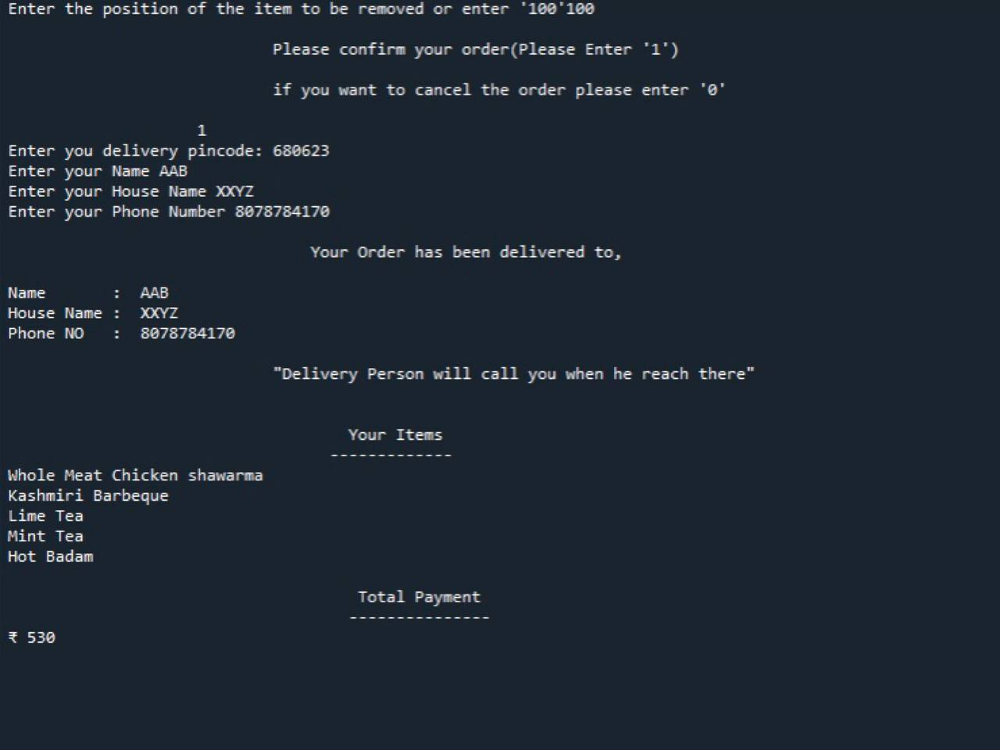 Enter the position of the item to be removed or enter '100'100
Please confirm your order(Please Enter '1')
if you want to cancel the order please enter '0'
1
Enter you delivery pincode: 680623
Enter your Name AAB
Enter your House Name XXYZ
Enter your Phone Number 8078784170
Your Order has been delivered to,
Name       :  AAB
House Name :  XXYZ
Phone NO   :  8078784170
"Delivery Person will call you when he reach there"
Your Items
-------------
Whole Meat Chicken shawarma
Kashmiri Barbeque
Lime Tea
Mint Tea
Hot Badam
Total Payment
---------------
₹ 530